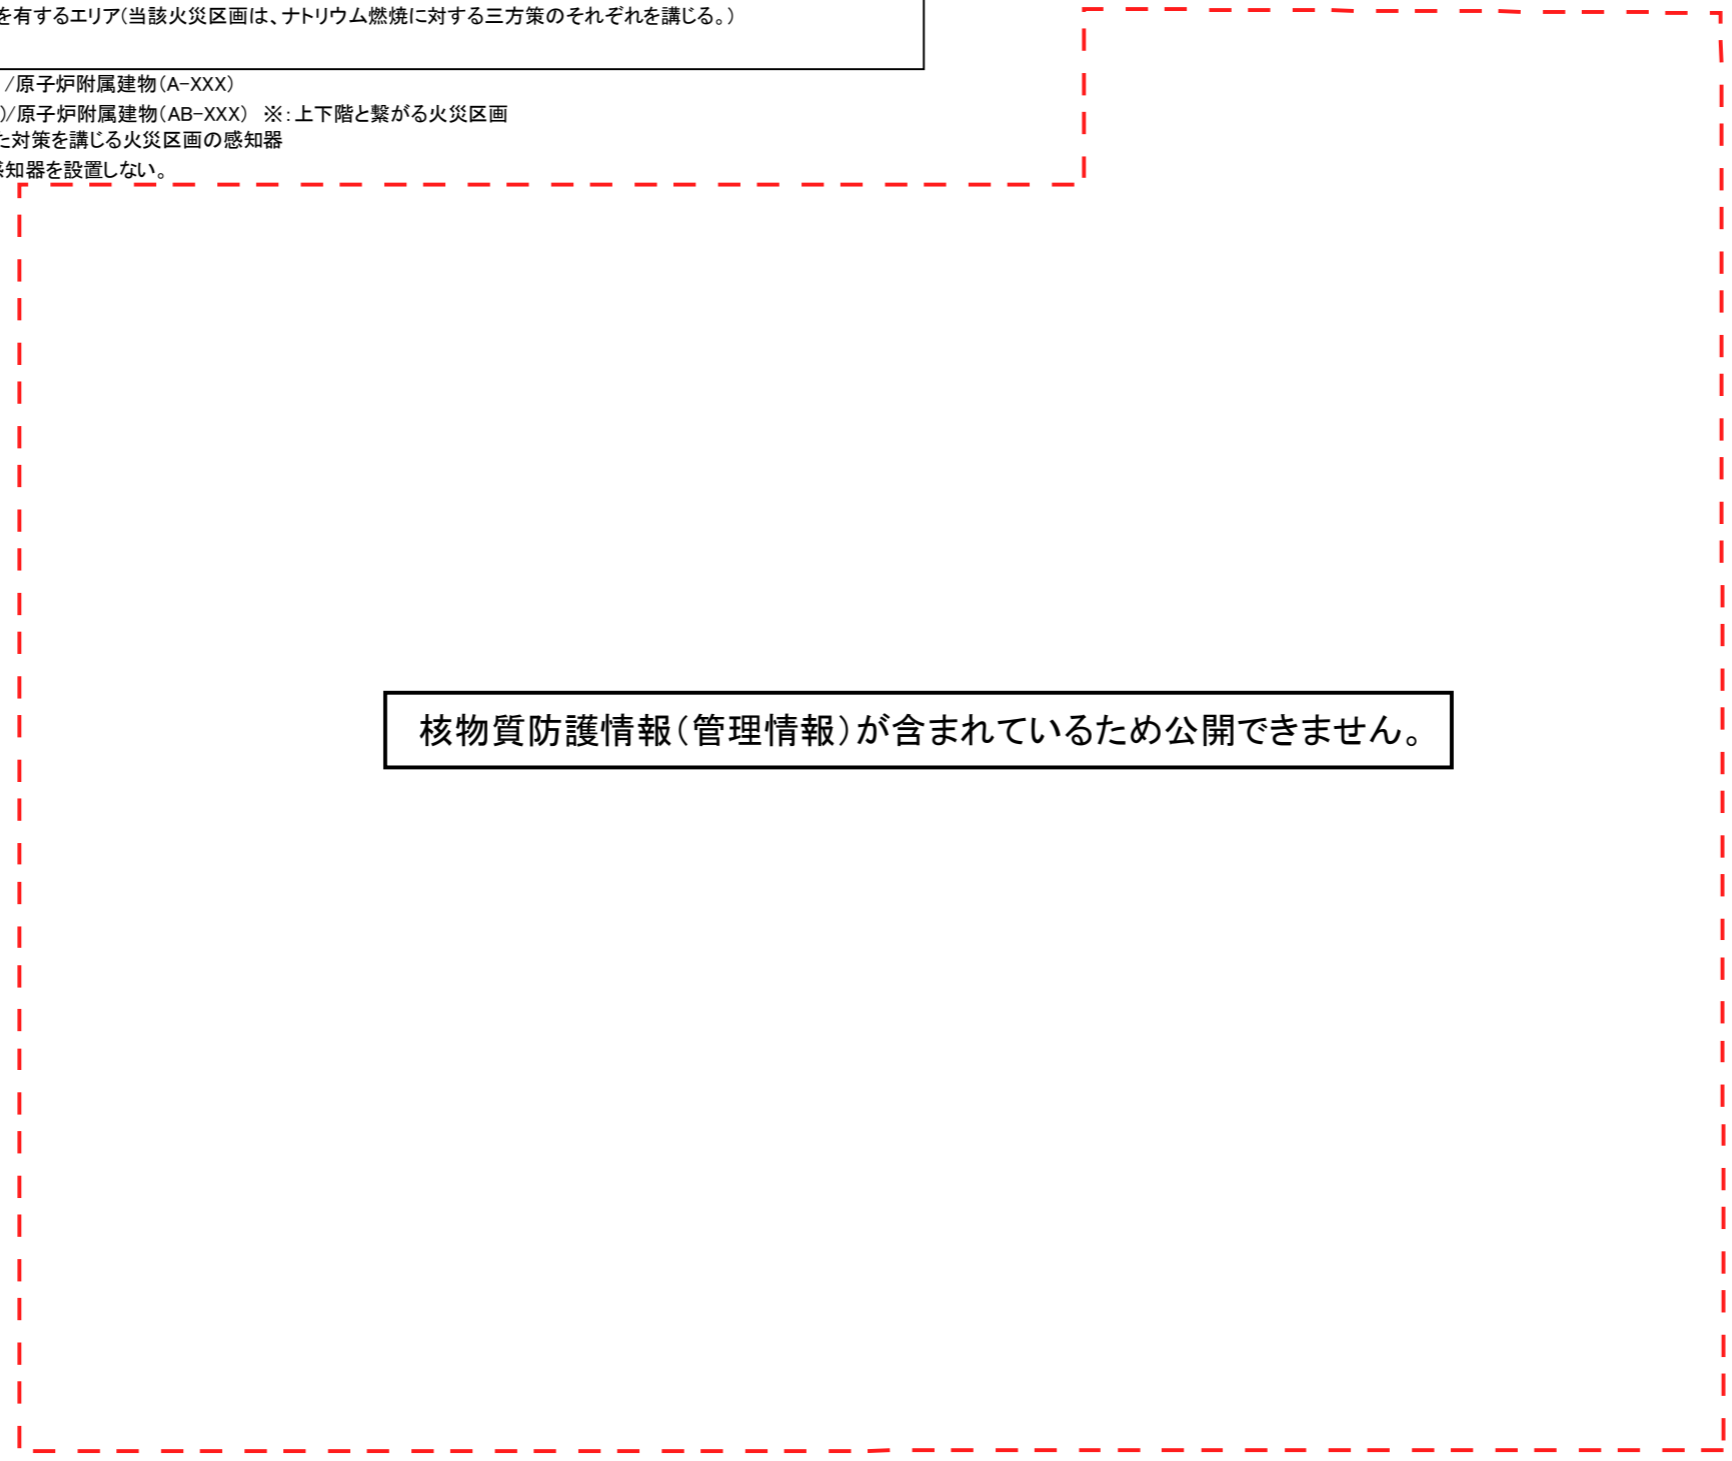 を有するエリア(当該火災区画は、ナトリウム燃焼に対する三方策のそれぞれを講じる。)
/原子炉附属建物(A-XXX)
)/原子炉附属建物(AB-XXX) ※:上下階と繋がる火災区画
た対策を講じる火災区画の感知器
感知器を設置しない。
核物質防護情報(管理情報)が含まれているため公開できません。